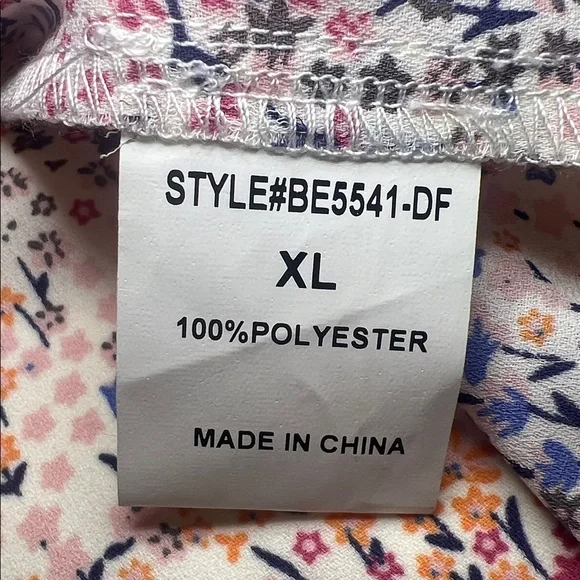 STYLE#BE5541-DF
XL
100%POLYESTER
MADE IN CHINA